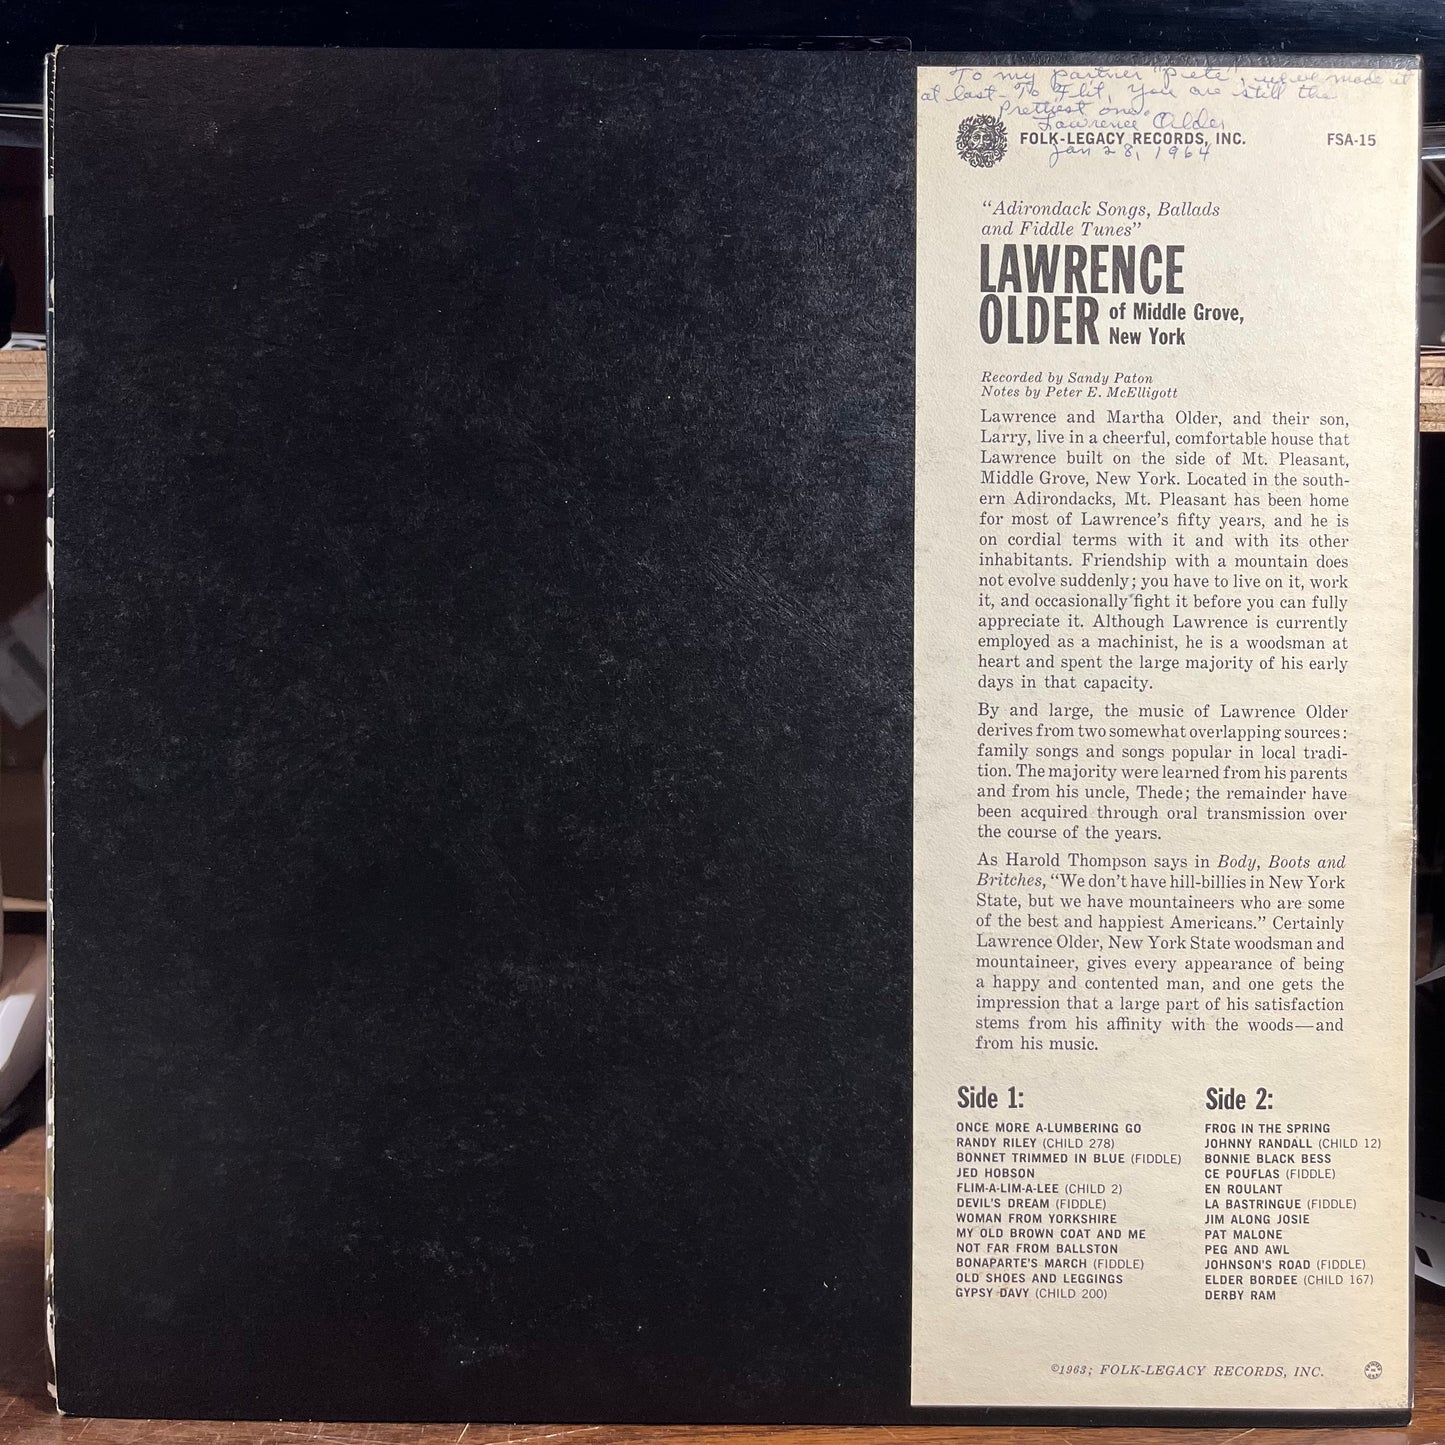 To my partner "Pete", we've made it
at last - To Flit, You are still the
prettiest one.
Lawrence Older
Jan 28, 1964
FOLK-LEGACY RECORDS, INC.
FSA-15
"Adirondack Songs, Ballads
and Fiddle Tunes"
LAWRENCE
OLDER of Middle Grove,
New York
Recorded by Sandy Paton
Notes by Peter E. McElligott
Lawrence and Martha Older, and their son,
Larry, live in a cheerful, comfortable house that
Lawrence built on the side of Mt. Pleasant,
Middle Grove, New York. Located in the south-
ern Adirondacks, Mt. Pleasant has been home
for most of Lawrence's fifty years, and he is
on cordial terms with it and with its other
inhabitants. Friendship with a mountain does
not evolve suddenly; you have to live on it, work
it, and occasionally fight it before you can fully
appreciate it. Although Lawrence is currently
employed as a machinist, he is a woodsman at
heart and spent the large majority of his early
days in that capacity.
By and large, the music of Lawrence Older
derives from two somewhat overlapping sources:
family songs and songs popular in local tradi-
tion. The majority were learned from his parents
and from his uncle, Thede; the remainder have
been acquired through oral transmission over
the course of the years.
As Harold Thompson says in Body, Boots and
Britches, "We don't have hill-billies in New York
State, but we have mountaineers who are some
of the best and happiest Americans." Certainly
Lawrence Older, New York State woodsman and
mountaineer, gives every appearance of being
a happy and contented man, and one gets the
impression that a large part of his satisfaction
stems from his affinity with the woods—and
from his music.
Side 1:
ONCE MORE A-LUMBERING GO
RANDY RILEY (CHILD 278)
BONNET TRIMMED IN BLUE (FIDDLE)
JED HOBSON
FLIM-A-LIM-A-LEE (CHILD 2)
DEVIL'S DREAM (FIDDLE)
WOMAN FROM YORKSHIRE
MY OLD BROWN COAT AND ME
NOT FAR FROM BALLSTON
BONAPARTE'S MARCH (FIDDLE)
OLD SHOES AND LEGGINGS
GYPSY DAVY (CHILD 200)
Side 2:
FROG IN THE SPRING
JOHNNY RANDALL (CHILD 12)
BONNIE BLACK BESS
CE POUFLAS (FIDDLE)
EN ROULANT
LA BASTRINGUE (FIDDLE)
JIM ALONG JOSIE
PAT MALONE
PEG AND AWL
JOHNSON'S ROAD (FIDDLE)
ELDER BORDEE (CHILD 167)
DERBY RAM
©1963; FOLK-LEGACY RECORDS, INC.